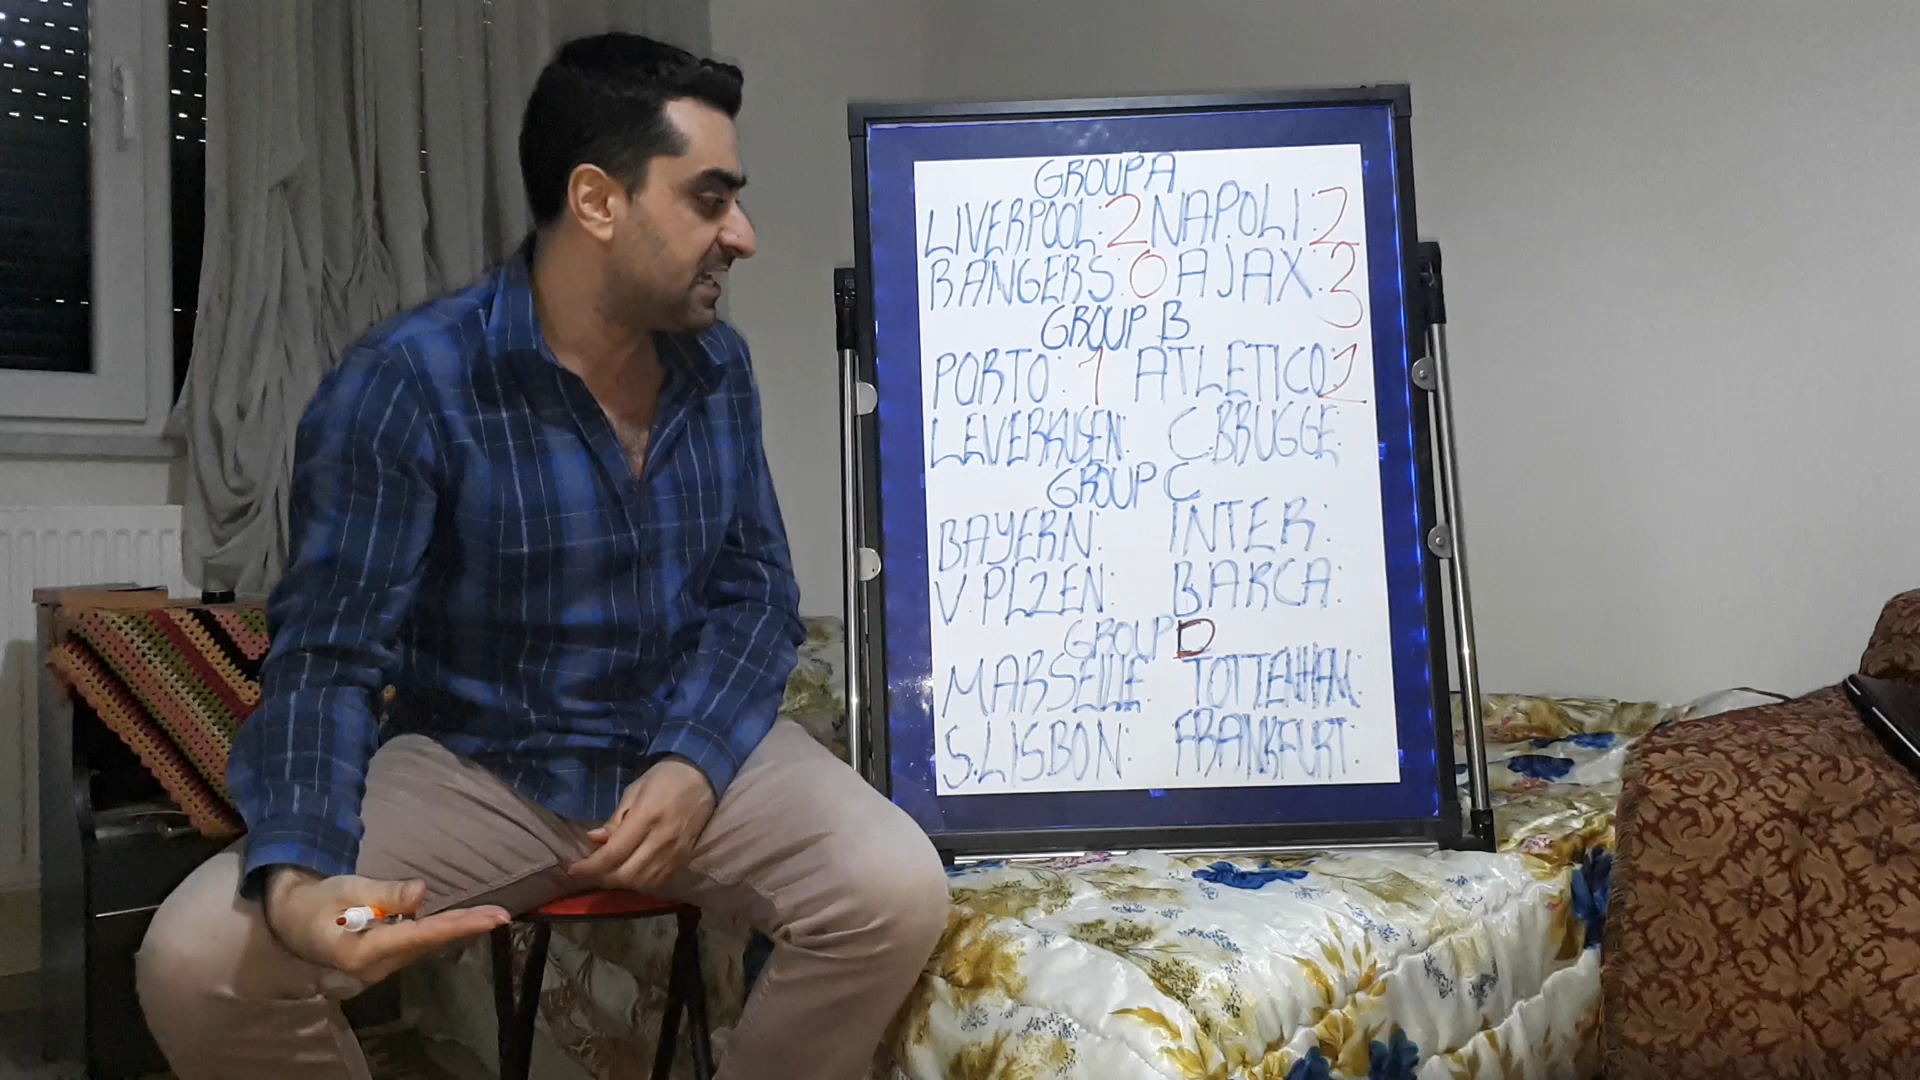 GROUP A
LIVERPOOL:2 NAPOLI:2
RANGERS:0 AJAX:3
GROUP B
PORTO:1 ATLETICO:1
LEVERKUSEN: C.BRUGGE:
GROUP C
BAYERN: INTER:
V.PLZEN: BARCA:
GROUP D
MARSEILLE: TOTTENHAM:
S.LISBON: FRANKFURT: